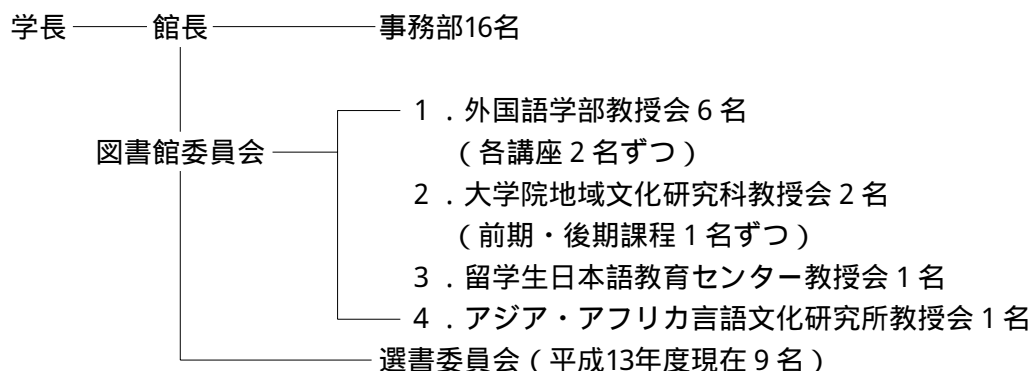 学長 館長 事務部16名
1．外国語学部教授会6名
図書館委員会 （各講座2名ずつ）
2．大学院地域文化研究科教授会2名
（前期・後期課程1名ずつ）
3．留学生日本語教育センター教授会1名
4．アジア・アフリカ言語文化研究所教授会1名
選書委員会（平成13年度現在9名）